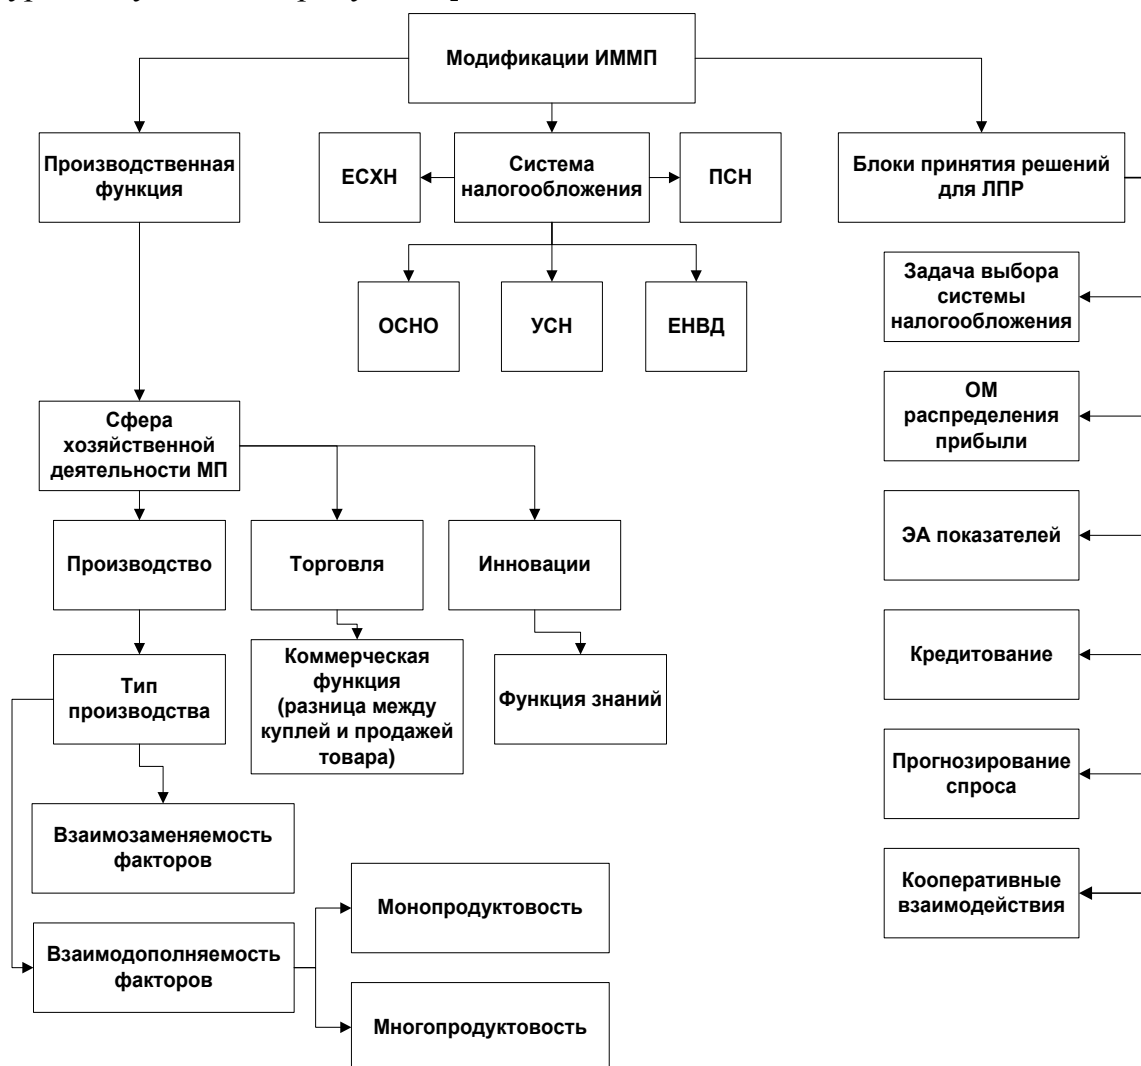 Модификации ИММП
Производственная
функция
ЕСХН
Система
налогообложения
ПСН
Блоки принятия решений
для ЛПР
ОСНО
УСН
ЕНВД
Задача выбора
системы
налогообложения
ОМ
распределения
прибыли
ЭА показателей
Кредитование
Прогнозирование
спроса
Кооперативные
взаимодействия
Сфера
хозяйственной
деятельности МП
Производство
Торговля
Инновации
Тип
производства
Коммерческая
функция
(разница между
куплей и продажей
товара)
Функция знаний
Взаимозаменяемость
факторов
Взаимодополняемость
факторов
Монопродуктовость
Многопродуктовость